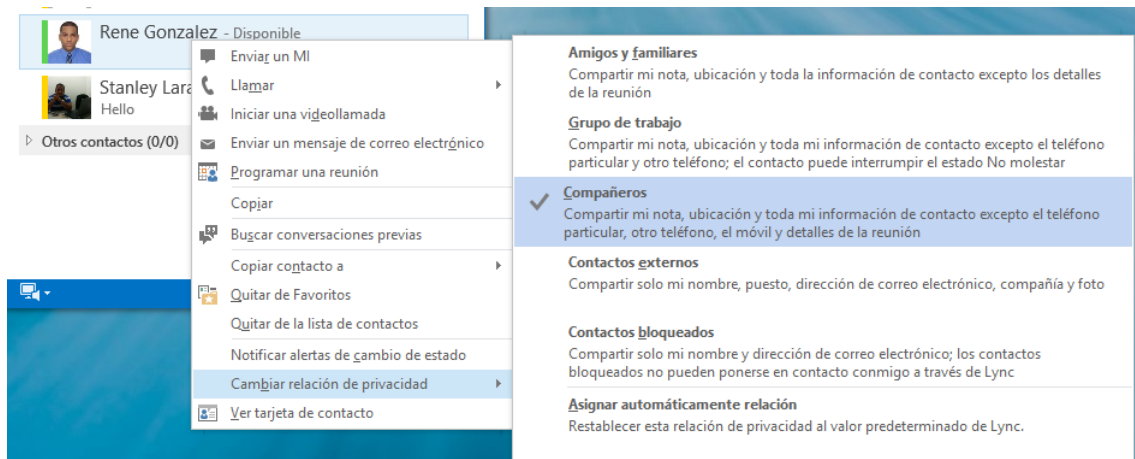 Rene Gonzalez - Disponible
Stanley Lara
Hello
Otros contactos (0/0)
Enviar un MI
Llamar
Iniciar una videollamada
Enviar un mensaje de correo electrónico
Programar una reunión
Copiar
Buscar conversaciones previas
Copiar contacto a
Quitar de Favoritos
Quitar de la lista de contactos
Notificar alertas de cambio de estado
Cambiar relación de privacidad
Ver tarjeta de contacto
Amigos y familiares
Compartir mi nota, ubicación y toda la información de contacto excepto los detalles
de la reunión
Grupo de trabajo
Compartir mi nota, ubicación y toda mi información de contacto excepto el teléfono
particular y otro teléfono; el contacto puede interrumpir el estado No molestar
Compañeros
Compartir mi nota, ubicación y toda mi información de contacto excepto el teléfono
particular, otro teléfono, el móvil y detalles de la reunión
Contactos externos
Compartir solo mi nombre, puesto, dirección de correo electrónico, compañía y foto
Contactos bloqueados
Compartir solo mi nombre y dirección de correo electrónico; los contactos
bloqueados no pueden ponerse en contacto conmigo a través de Lync
Asignar automáticamente relación
Restablecer esta relación de privacidad al valor predeterminado de Lync.